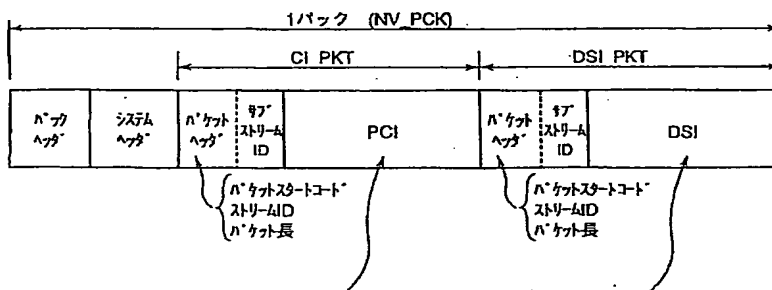 1パック (NV_PCK)
CI PKT
DSI PKT
パック
ヘッダ
システム
ヘッダ
パケット
ヘッダ
サブ
ストリーム
ID
PCI
パケット
ヘッダ
サブ
ストリーム
ID
DSI
パケットスタートコード
ストリームID
パケット長
パケットスタートコード
ストリームID
パケット長